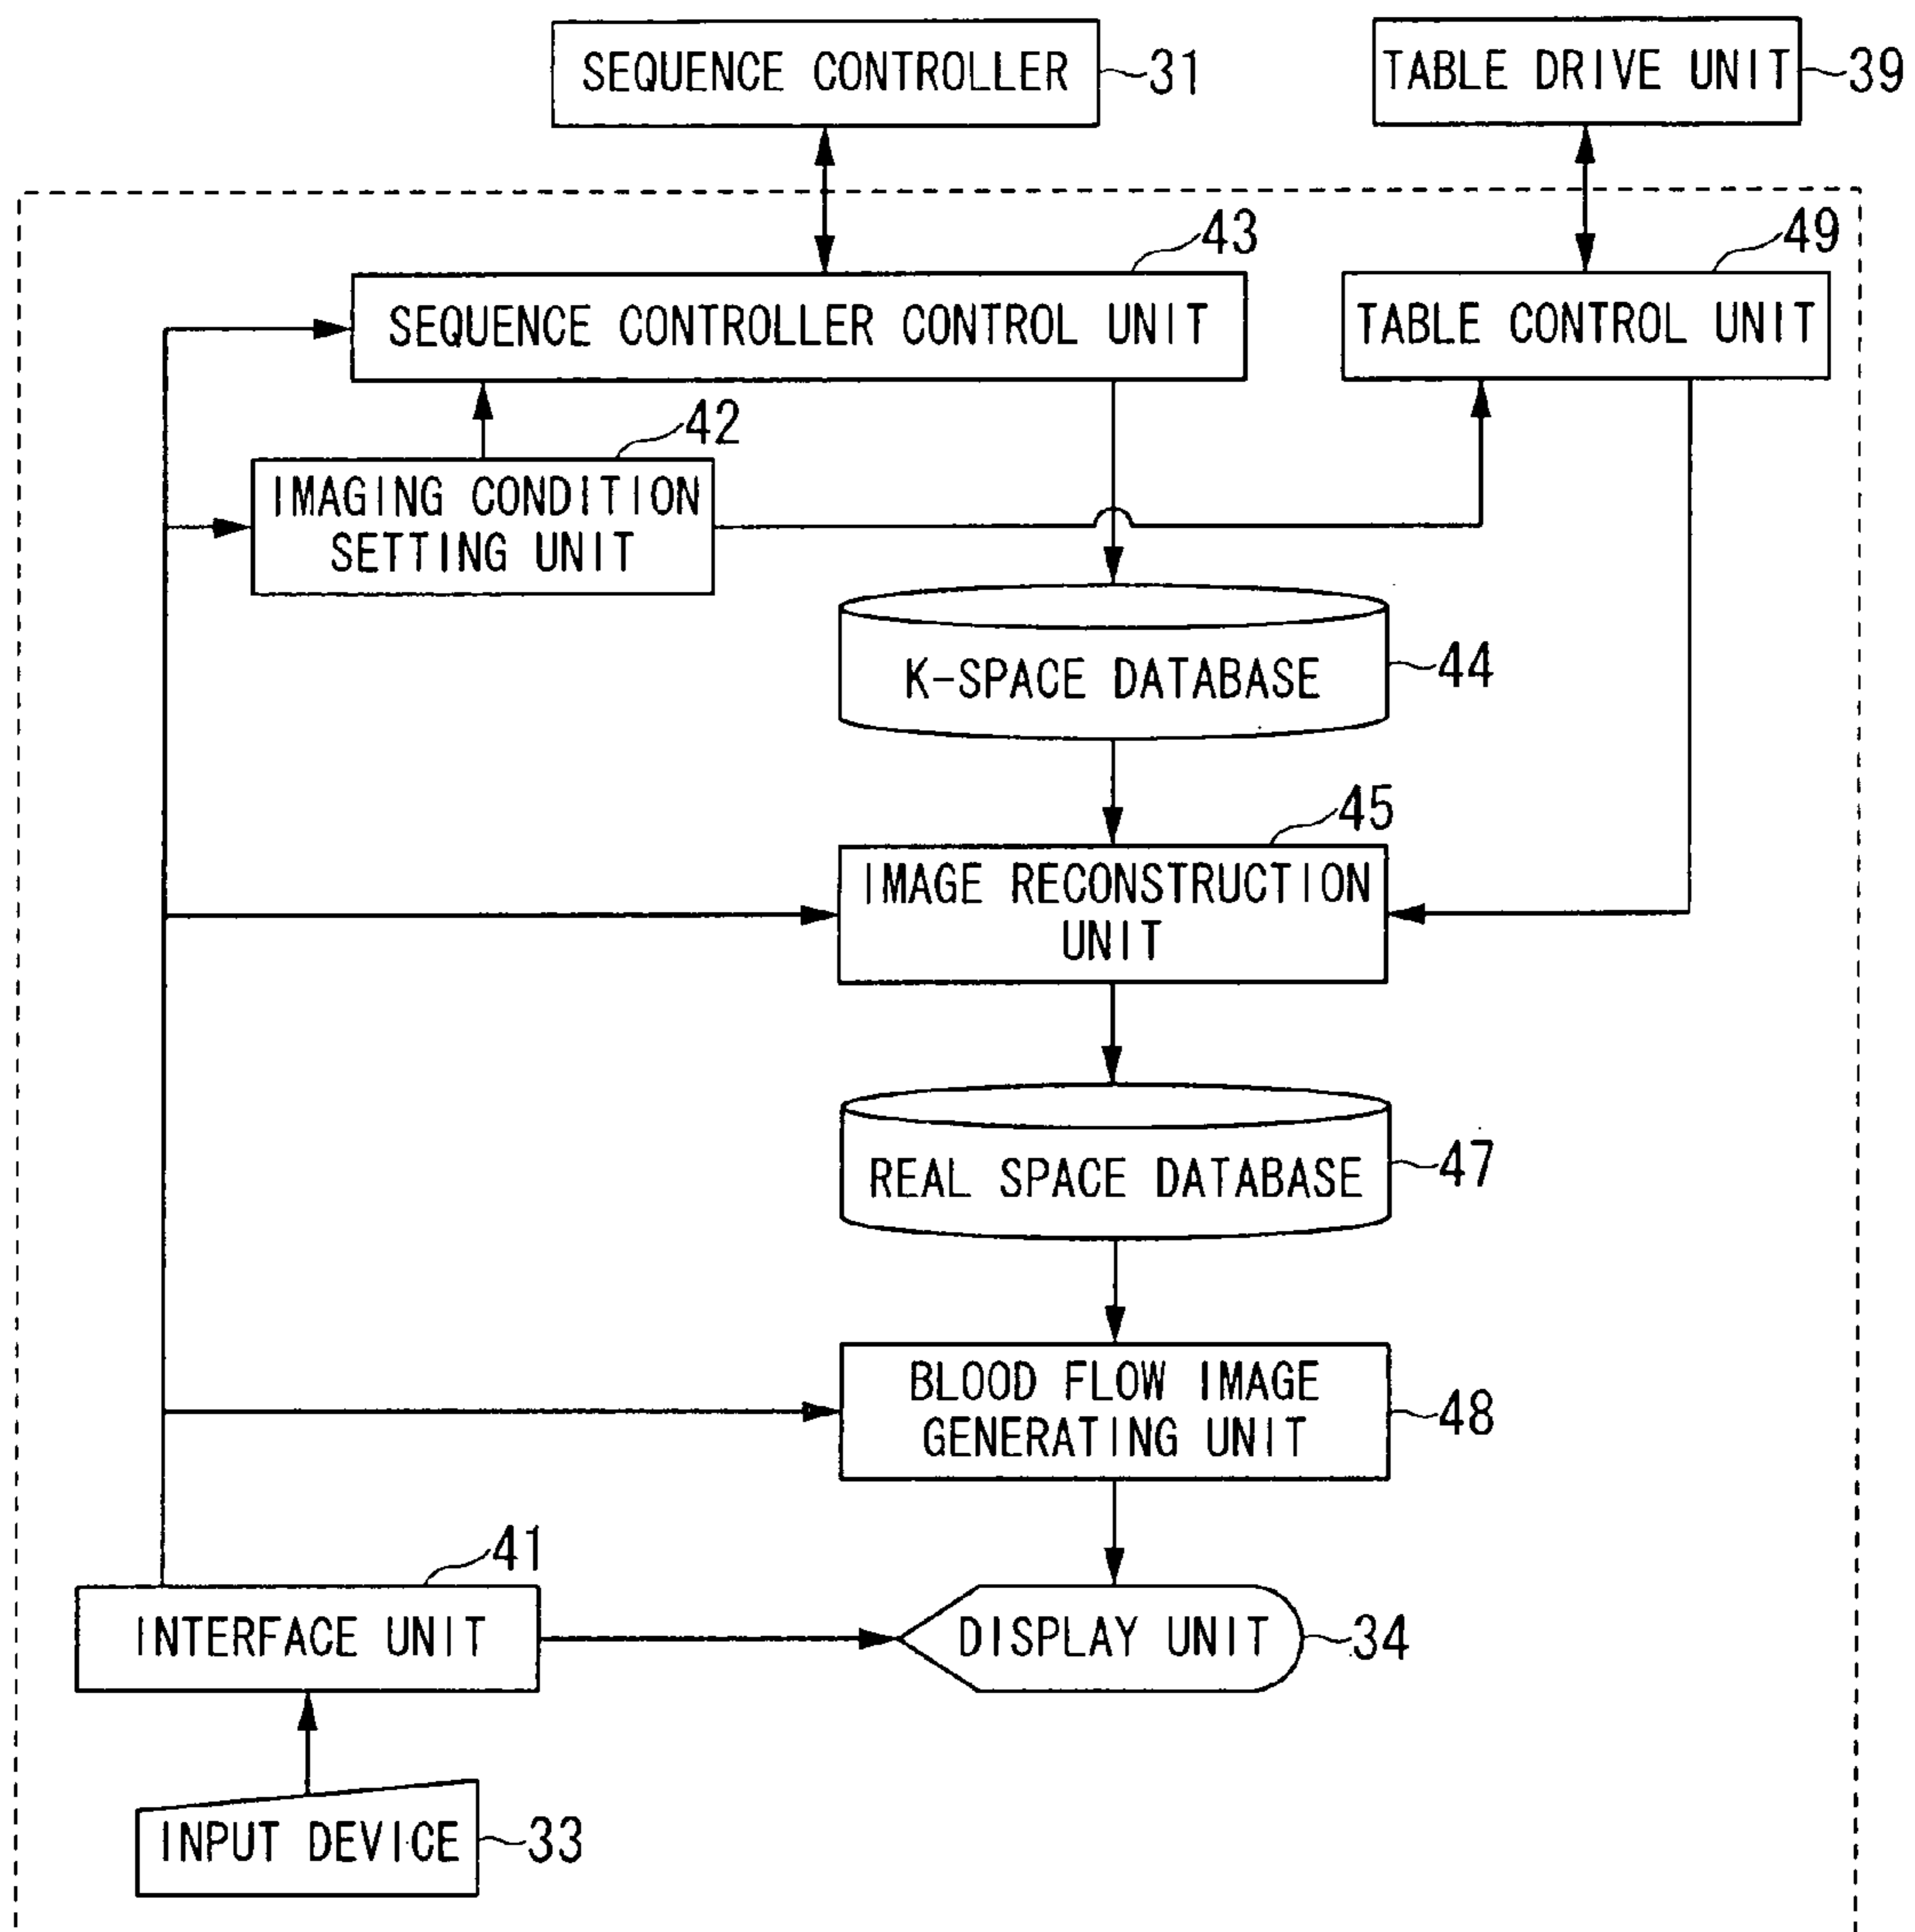 SEQUENCE CONTROLLER 31
TABLE DRIVE UNIT 39
43
49
SEQUENCE CONTROLLER CONTROL UNIT
TABLE CONTROL UNIT
42
IMAGING CONDITION
SETTING UNIT
K-SPACE DATABASE 44
45
IMAGE RECONSTRUCTION
UNIT
REAL SPACE DATABASE 47
BLOOD FLOW IMAGE
GENERATING UNIT
48
41
INTERFACE UNIT
DISPLAY UNIT 34
INPUT DEVICE 33